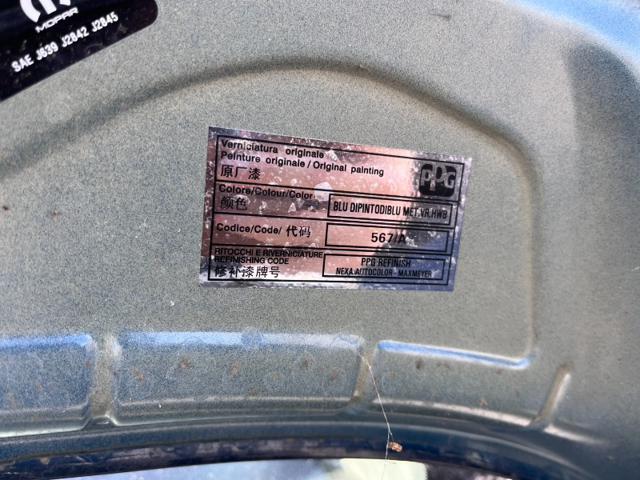 MOPAR
SAE J639 J2842 J2845
Verniciatura originale
Peinture originale / Original painting
原厂漆
PPG
Colore/Colour/Color
颜色
BLU DIPINTODIBLU MET.VR.HWB
Codice/Code/ 代码
567/A
RITOCCHI E RIVERNICIATURE
REFINISHING CODE
修补漆牌号
PPG REFINISH
NEXA AUTOCOLOR - MAXMEYER